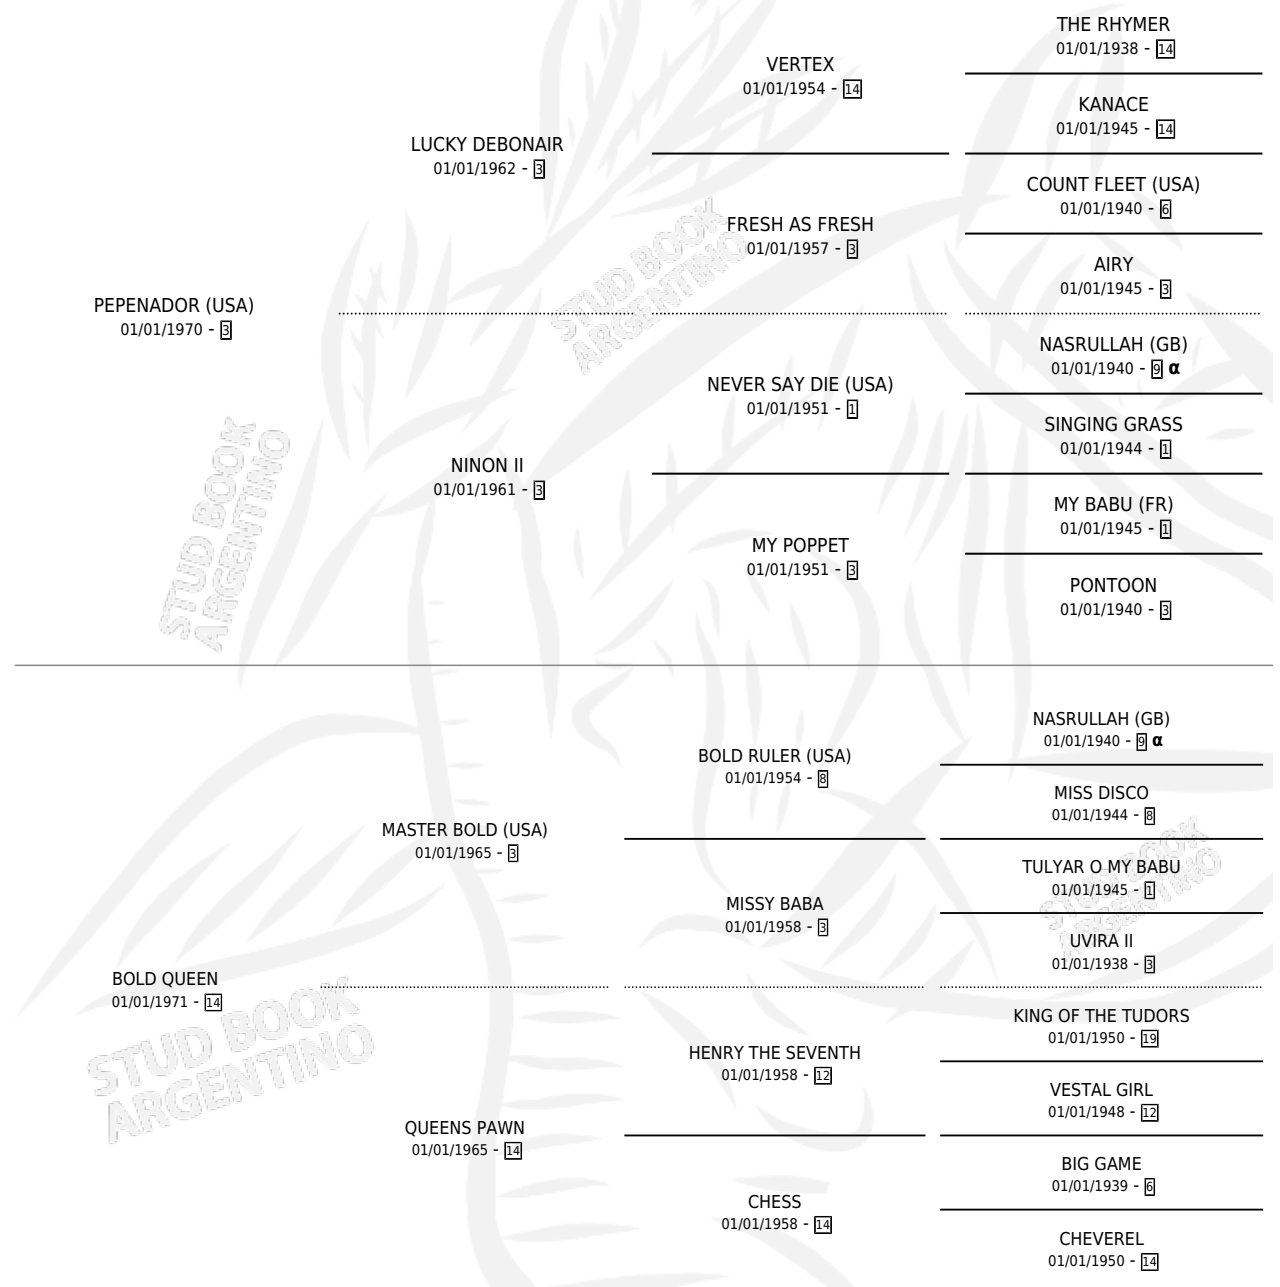 THE RHYMER
01/01/1938 - 14
VERTEX
01/01/1954 - 14
KANACE
01/01/1945 - 14
LUCKY DEBONAIR
01/01/1962 - 3
COUNT FLEET (USA)
01/01/1940 - 6
FRESH AS FRESH
01/01/1957 - 3
AIRY
01/01/1945 - 3
PEPENADOR (USA)
01/01/1970 - 3
NASRULLAH (GB)
01/01/1940 - 9 α
NEVER SAY DIE (USA)
01/01/1951 - 1
SINGING GRASS
01/01/1944 - 1
NINON II
01/01/1961 - 3
MY BABU (FR)
01/01/1945 - 1
MY POPPET
01/01/1951 - 3
PONTOON
01/01/1940 - 3
NASRULLAH (GB)
01/01/1940 - 9 α
BOLD RULER (USA)
01/01/1954 - 8
MISS DISCO
01/01/1944 - 8
MASTER BOLD (USA)
01/01/1965 - 3
TULYAR O MY BABU
01/01/1945 - 1
MISSY BABA
01/01/1958 - 3
UVIRA II
01/01/1938 - 3
BOLD QUEEN
01/01/1971 - 14
KING OF THE TUDORS
01/01/1950 - 19
HENRY THE SEVENTH
01/01/1958 - 12
VESTAL GIRL
01/01/1948 - 12
QUEENS PAWN
01/01/1965 - 14
BIG GAME
01/01/1939 - 6
CHESS
01/01/1958 - 14
CHEVEREL
01/01/1950 - 14
STUD BOOK
ARGENTINO
STUD BOOK
ARGENTINO
STUD BOOK
ARGENTINO
STUD BOOK
ARGENTINO